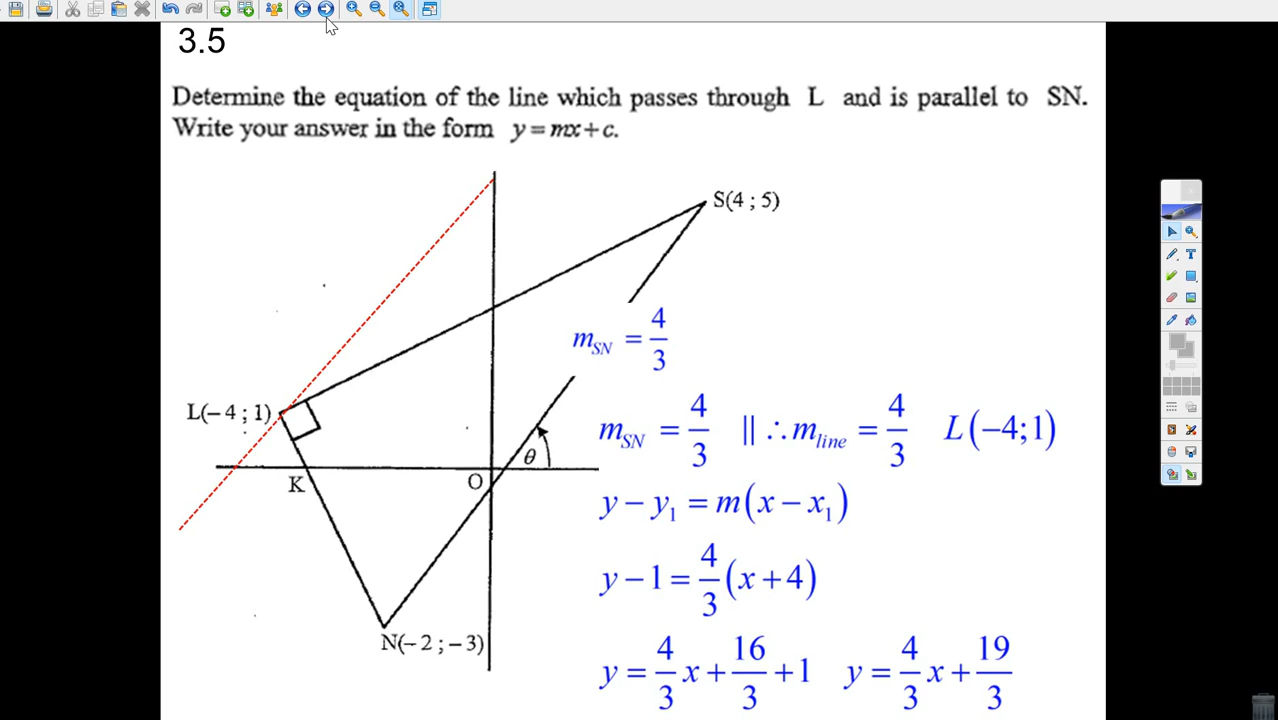 3.5
Determine the equation of the line which passes through L and is parallel to SN.
Write your answer in the form y = mx + c.
S(4 ; 5)
m_SN = 4/3
L(−4 ; 1)
m_SN = 4/3 || ∴ m_line = 4/3 L(−4;1)
θ
K
O
y − y₁ = m(x − x₁)
y − 1 = 4/3 (x + 4)
N(−2 ; −3)
y = 4/3 x + 16/3 + 1 y = 4/3 x + 19/3
T